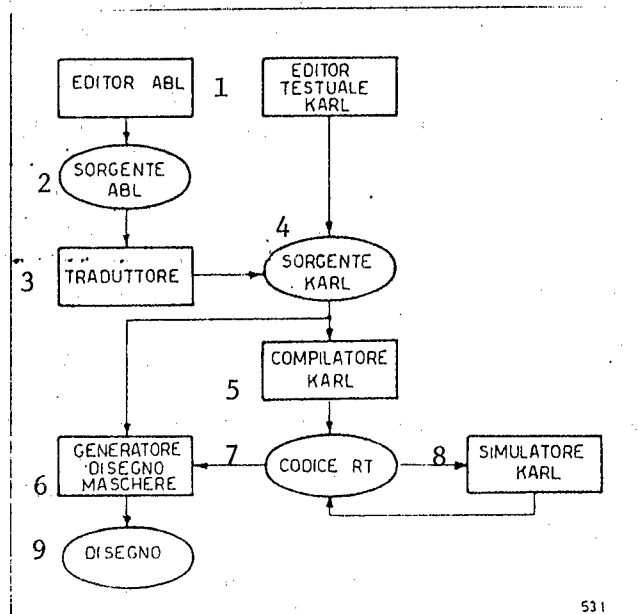 EDITOR ABL
1
EDITOR
TESTUALE
KARL
2
SORGENTE
ABL
4
3
TRADUTTORE
SORGENTE
KARL
COMPILATORE
KARL
5
GENERATORE
DISEGNO
MASCHERE
6
7
CODICE RT
8
SIMULATORE
KARL
9
DISEGNO
531